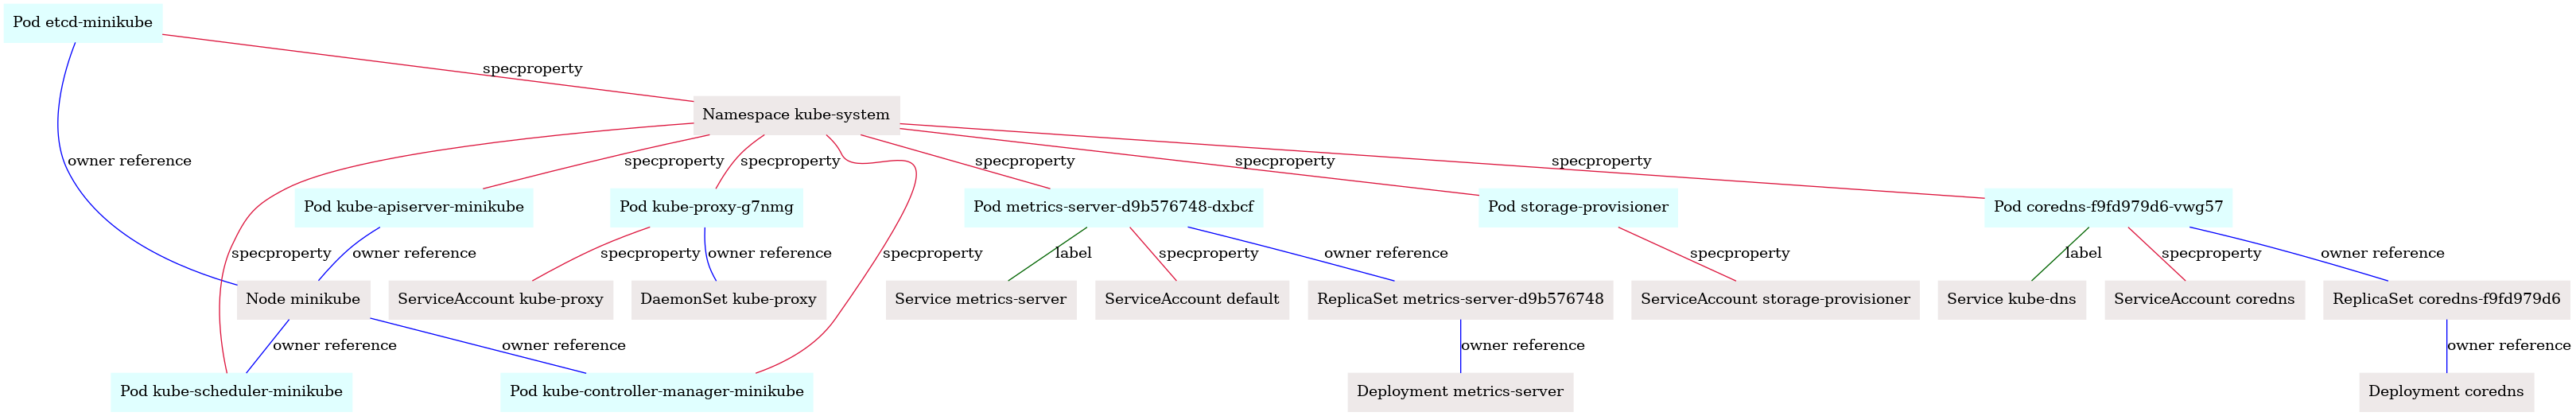 Pod etcd-minikube
specproperty
Namespace kube-system
owner reference
specproperty
specproperty
specproperty
specproperty
specproperty
Pod kube-apiserver-minikube
Pod kube-proxy-g7nmg
Pod metrics-server-d9b576748-dxbcf
Pod storage-provisioner
Pod coredns-f9fd979d6-vwg57
specproperty
owner reference
specproperty
owner reference
specproperty
label
specproperty
owner reference
specproperty
label
specproperty
owner reference
Node minikube
ServiceAccount kube-proxy
DaemonSet kube-proxy
Service metrics-server
ServiceAccount default
ReplicaSet metrics-server-d9b576748
ServiceAccount storage-provisioner
Service kube-dns
ServiceAccount coredns
ReplicaSet coredns-f9fd979d6
owner reference
owner reference
owner reference
owner reference
Pod kube-scheduler-minikube
Pod kube-controller-manager-minikube
Deployment metrics-server
Deployment coredns